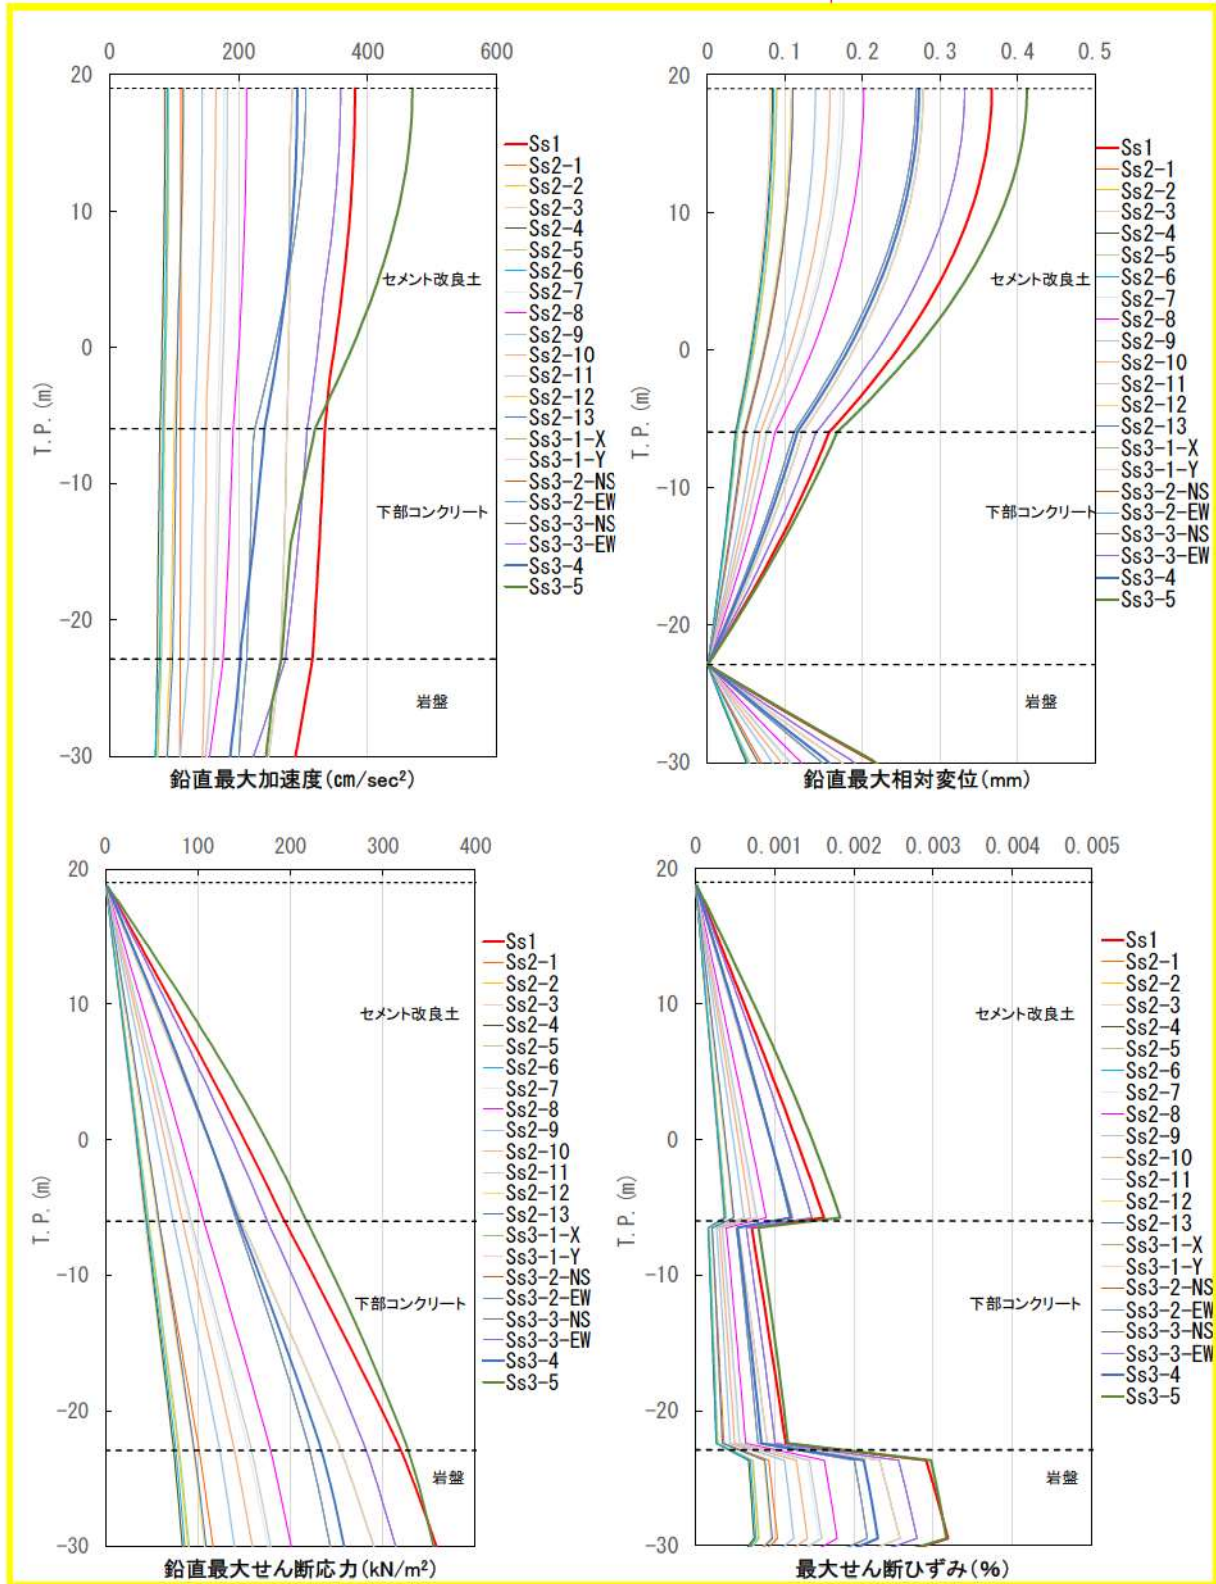 0 200 400 600
20
10
0
-10
-20
-30
T.P.(m)
セメント改良土
下部コンクリート
岩盤
Ss1
Ss2-1
Ss2-2
Ss2-3
Ss2-4
Ss2-5
Ss2-6
Ss2-7
Ss2-8
Ss2-9
Ss2-10
Ss2-11
Ss2-12
Ss2-13
Ss3-1-X
Ss3-1-Y
Ss3-2-NS
Ss3-2-EW
Ss3-3-NS
Ss3-3-EW
Ss3-4
Ss3-5
鉛直最大加速度(cm/sec²)
0 0.1 0.2 0.3 0.4 0.5
20
10
0
-10
-20
-30
T.P.(m)
セメント改良土
下部コンクリート
岩盤
Ss1
Ss2-1
Ss2-2
Ss2-3
Ss2-4
Ss2-5
Ss2-6
Ss2-7
Ss2-8
Ss2-9
Ss2-10
Ss2-11
Ss2-12
Ss2-13
Ss3-1-X
Ss3-1-Y
Ss3-2-NS
Ss3-2-EW
Ss3-3-NS
Ss3-3-EW
Ss3-4
Ss3-5
鉛直最大相対変位(mm)
0 100 200 300 400
20
10
0
-10
-20
-30
T.P.(m)
セメント改良土
下部コンクリート
岩盤
Ss1
Ss2-1
Ss2-2
Ss2-3
Ss2-4
Ss2-5
Ss2-6
Ss2-7
Ss2-8
Ss2-9
Ss2-10
Ss2-11
Ss2-12
Ss2-13
Ss3-1-X
Ss3-1-Y
Ss3-2-NS
Ss3-2-EW
Ss3-3-NS
Ss3-3-EW
Ss3-4
Ss3-5
鉛直最大せん断応力(kN/m²)
0 0.001 0.002 0.003 0.004 0.005
20
10
0
-10
-20
-30
T.P.(m)
セメント改良土
下部コンクリート
岩盤
Ss1
Ss2-1
Ss2-2
Ss2-3
Ss2-4
Ss2-5
Ss2-6
Ss2-7
Ss2-8
Ss2-9
Ss2-10
Ss2-11
Ss2-12
Ss2-13
Ss3-1-X
Ss3-1-Y
Ss3-2-NS
Ss3-2-EW
Ss3-3-NS
Ss3-3-EW
Ss3-4
Ss3-5
最大せん断ひずみ(%)